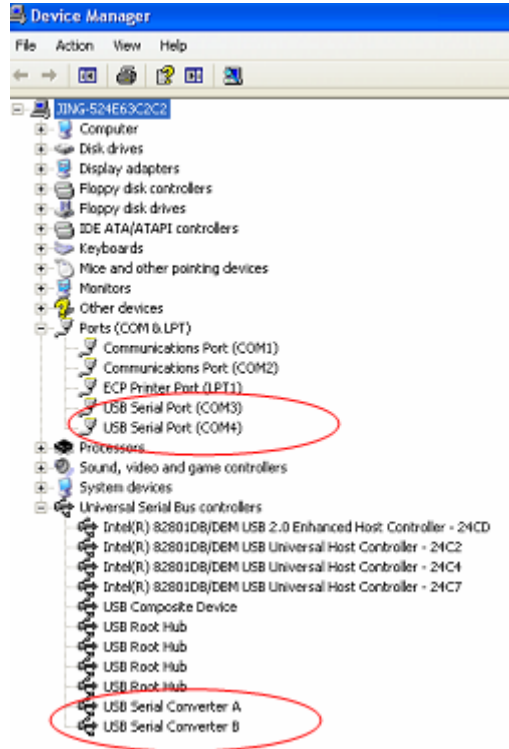 Device Manager
File Action View Help
JING-524E63C2C2
Computer
Disk drives
Display adapters
Floppy disk controllers
Floppy disk drives
IDE ATA/ATAPI controllers
Keyboards
Mice and other pointing devices
Monitors
Other devices
Ports (COM & LPT)
Communications Port (COM1)
Communications Port (COM2)
ECP Printer Port (LPT1)
USB Serial Port (COM3)
USB Serial Port (COM4)
Processors
Sound, video and game controllers
System devices
Universal Serial Bus controllers
Intel(R) 82801DB/DBM USB 2.0 Enhanced Host Controller - 24CD
Intel(R) 82801DB/DBM USB Universal Host Controller - 24C2
Intel(R) 82801DB/DBM USB Universal Host Controller - 24C4
Intel(R) 82801DB/DBM USB Universal Host Controller - 24C7
USB Composite Device
USB Root Hub
USB Root Hub
USB Root Hub
USB Root Hub
USB Serial Converter A
USB Serial Converter B